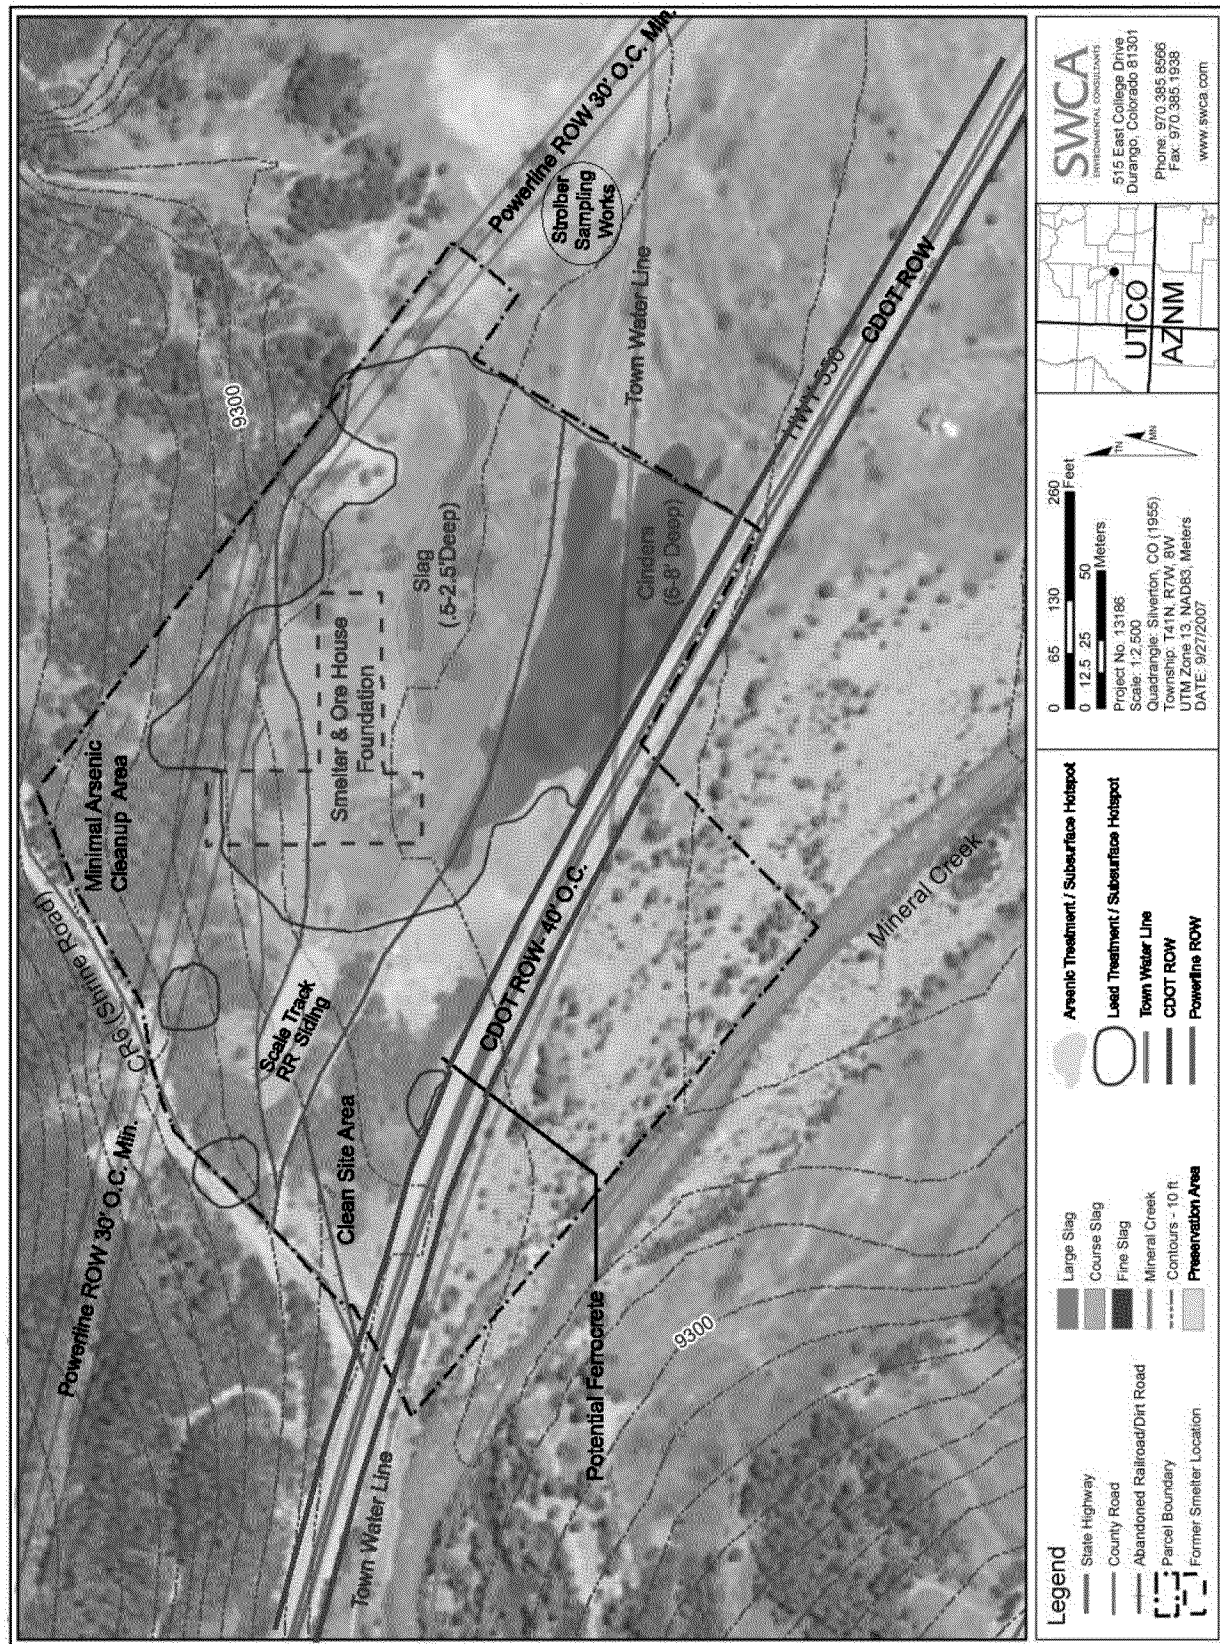 Powerline ROW 30' O.C. Min.
CR6 (Shrine Road)
Minimal Arsenic
Cleanup Area
9300
Powerline ROW 30' O.C. Min.
Strolber
Sampling
Works
Smelter & Ore House
Foundation
Slag
(.5-2.5'Deep)
Town Water Line
Cinders
(6-8' Deep)
Scale Track
RR Siding
Clean Site Area
CDOT ROW- 40' O.C.
HWY 550
CDOT ROW
Town Water Line
Potential Ferrocrete
Mineral Creek
9300
Legend
State Highway
County Road
Abandoned Railroad/Dirt Road
Parcel Boundary
Former Smelter Location
Large Slag
Course Slag
Fine Slag
Mineral Creek
Contours - 10 ft
Preservation Area
Arsenic Treatment / Subsurface Hotspot
Lead Treatment / Subsurface Hotspot
Town Water Line
CDOT ROW
Powerline ROW
0 65 130 260
Feet
0 12.5 25 50
Meters
Project No. 13186
Scale: 1:2,500
Quadrangle: Silverton, CO (1955)
Township: T41N, R7W, 8W
UTM Zone 13, NAD83, Meters
DATE: 9/27/2007
TN
MN
UT CO
AZ NM
SWCA
ENVIRONMENTAL CONSULTANTS
515 East College Drive
Durango, Colorado 81301
Phone: 970.385.8566
Fax: 970.385.1938
www.swca.com